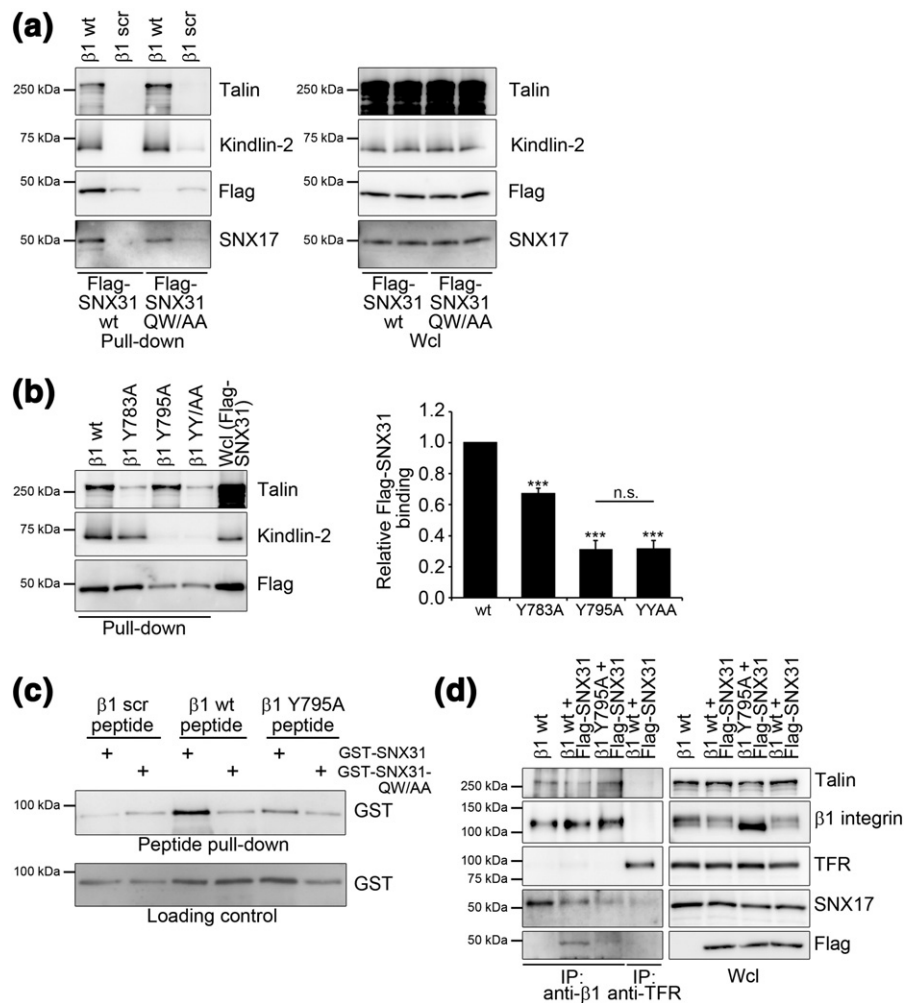 (a)
β1 wt
β1 scr
β1 wt
β1 scr
250 kDa
Talin
75 kDa
Kindlin-2
50 kDa
Flag
50 kDa
SNX17
Flag-
SNX31
wt
Flag-
SNX31
QW/AA
Pull-down
250 kDa
Talin
75 kDa
Kindlin-2
50 kDa
Flag
50 kDa
SNX17
Flag-
SNX31
wt
Flag-
SNX31
QW/AA
Wcl
(b)
β1 wt
β1 Y783A
β1 Y795A
β1 YY/AA
Wcl (Flag-
SNX31)
250 kDa
Talin
75 kDa
Kindlin-2
50 kDa
Flag
Pull-down
Relative Flag-SNX31
binding
1.2
1.0
0.8
0.6
0.4
0.2
0.0
***
***
n.s.
***
wt
Y783A
Y795A
YYAA
(c)
β1 scr
peptide
β1 wt
peptide
β1 Y795A
peptide
+ + + GST-SNX31
+ + + GST-SNX31-
QW/AA
100 kDa
GST
Peptide pull-down
100 kDa
GST
Loading control
(d)
β1 wt
β1 wt +
Flag-SNX31
β1 Y795A +
Flag-SNX31
β1 wt +
Flag-SNX31
β1 wt
β1 wt +
Flag-SNX31
β1 Y795A +
Flag-SNX31
β1 wt +
Flag-SNX31
250 kDa
Talin
150 kDa
100 kDa
β1 integrin
100 kDa
75 kDa
TFR
50 kDa
SNX17
50 kDa
Flag
IP:
anti-β1
IP:
anti-TFR
Wcl